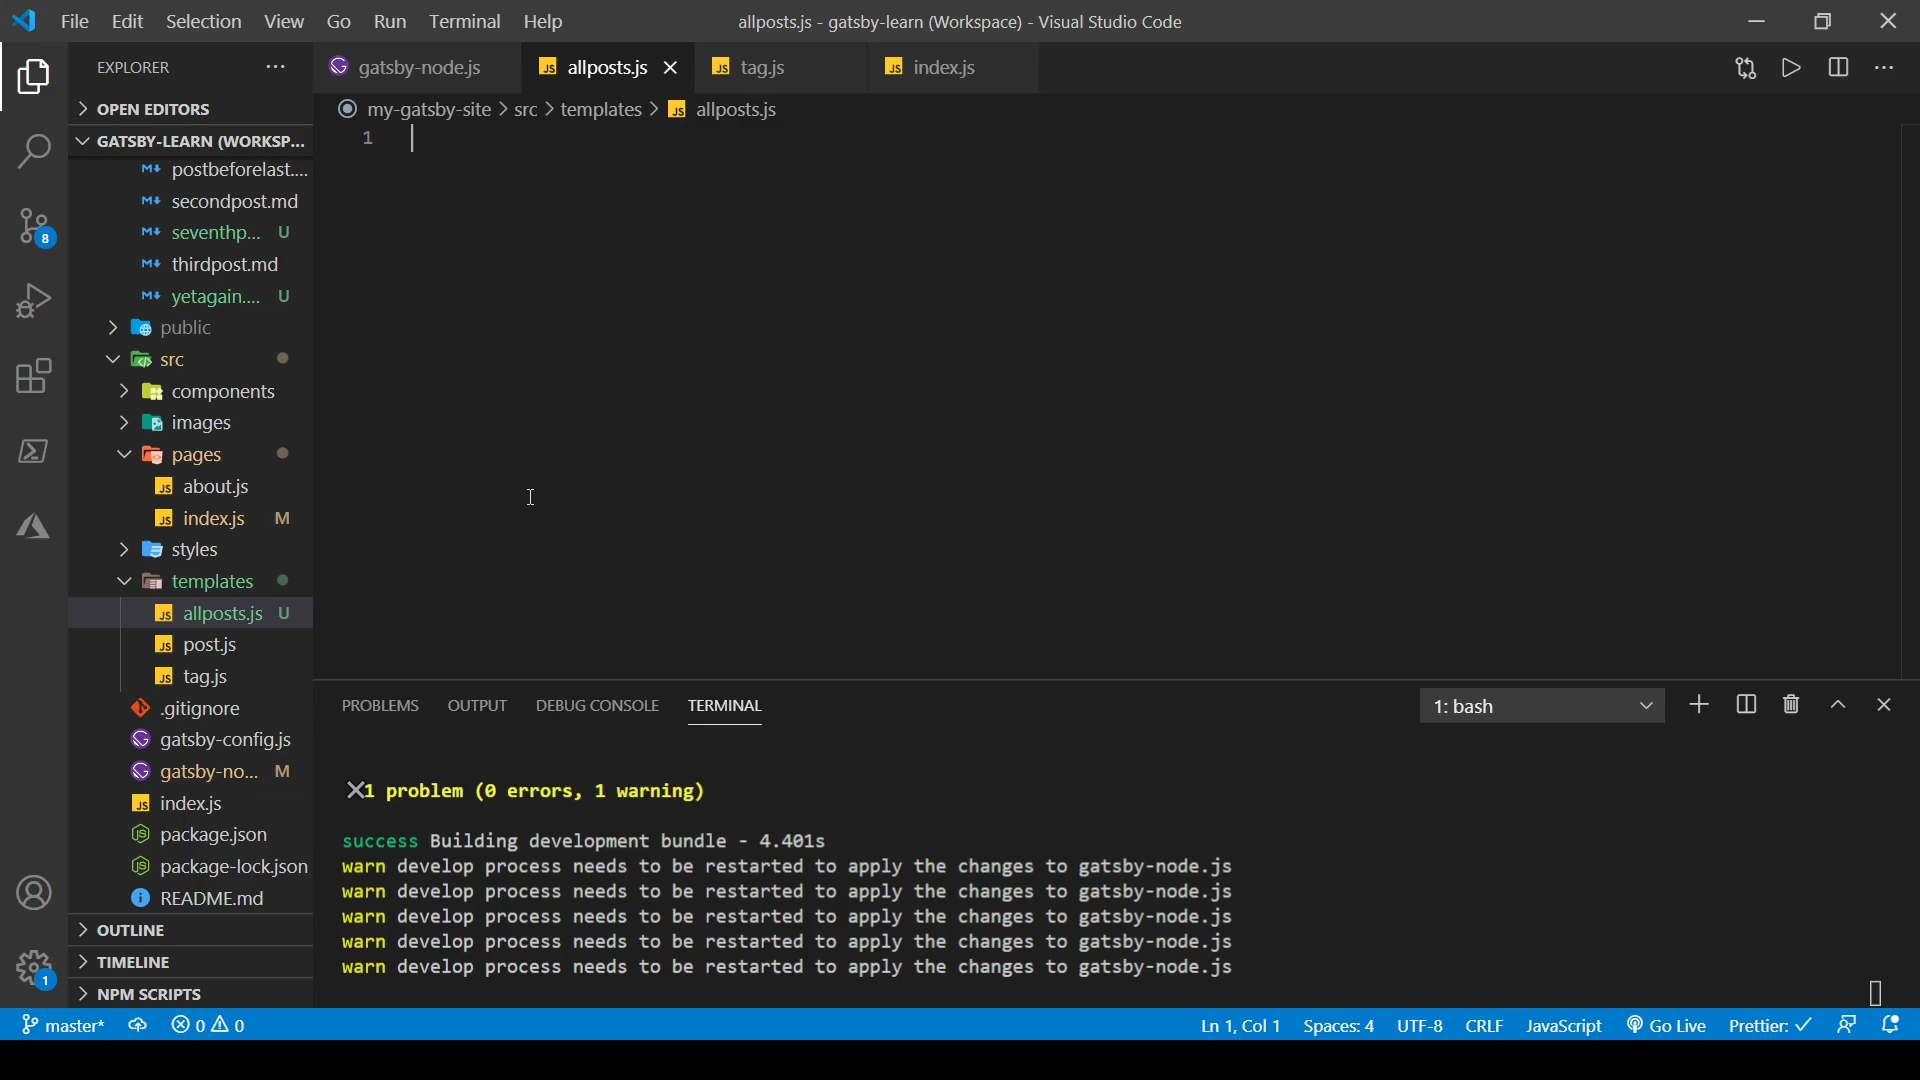 File Edit Selection View Go Run Terminal Help
allposts.js - gatsby-learn (Workspace) - Visual Studio Code
EXPLORER
gatsby-node.js
allposts.js
tag.js
index.js
OPEN EDITORS
my-gatsby-site > src > templates > JS allposts.js
GATSBY-LEARN (WORKSP...
1
postbeforelast....
secondpost.md
seventhp... U
thirdpost.md
yetagain.... U
public
src
components
images
pages
JS about.js
JS index.js M
styles
templates
JS allposts.js U
JS post.js
JS tag.js
.gitignore
gatsby-config.js
gatsby-no... M
JS index.js
package.json
package-lock.json
README.md
OUTLINE
TIMELINE
NPM SCRIPTS
8
1
PROBLEMS OUTPUT DEBUG CONSOLE TERMINAL
1: bash
1 problem (0 errors, 1 warning)
success Building development bundle - 4.401s
warn develop process needs to be restarted to apply the changes to gatsby-node.js
warn develop process needs to be restarted to apply the changes to gatsby-node.js
warn develop process needs to be restarted to apply the changes to gatsby-node.js
warn develop process needs to be restarted to apply the changes to gatsby-node.js
warn develop process needs to be restarted to apply the changes to gatsby-node.js
master* 0 0
Ln 1, Col 1 Spaces: 4 UTF-8 CRLF JavaScript Go Live Prettier: ✓